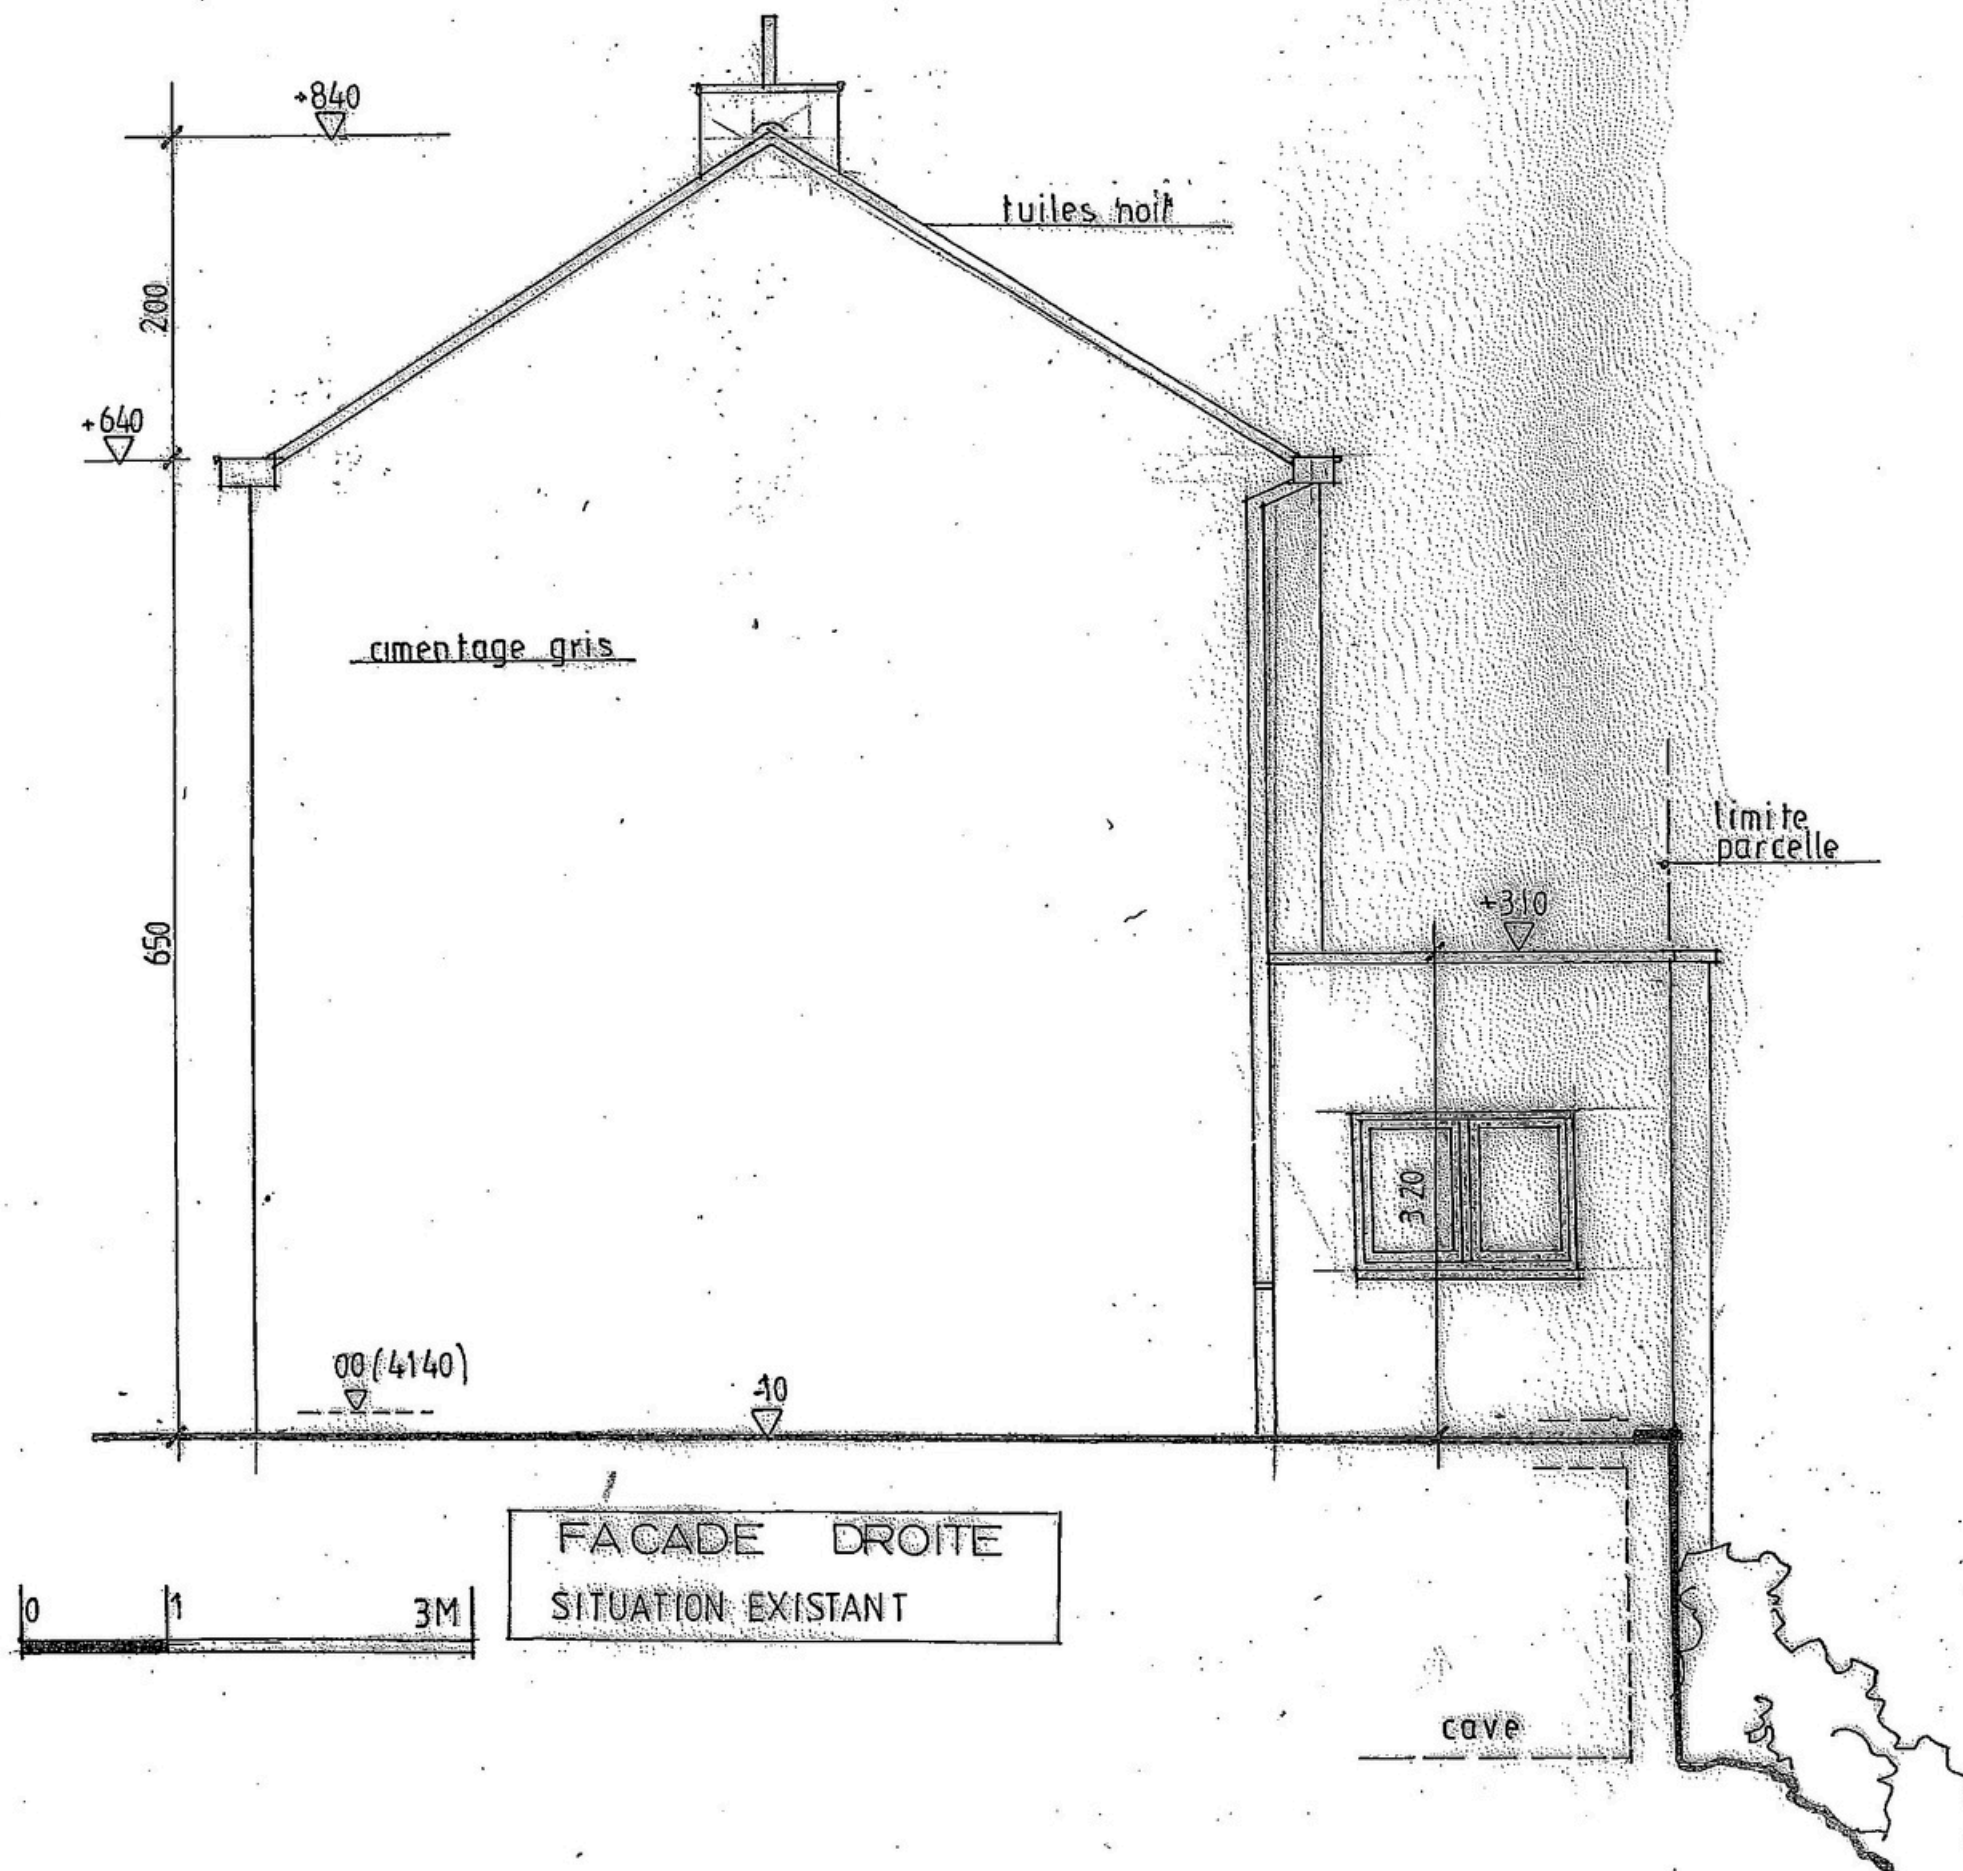 +840
tuiles noir
200
+640
cimentage gris
limite
parcelle
+310
650
320
00(4140)
-10
FACADE DROITE
SITUATION EXISTANT
0 1 3M
cave